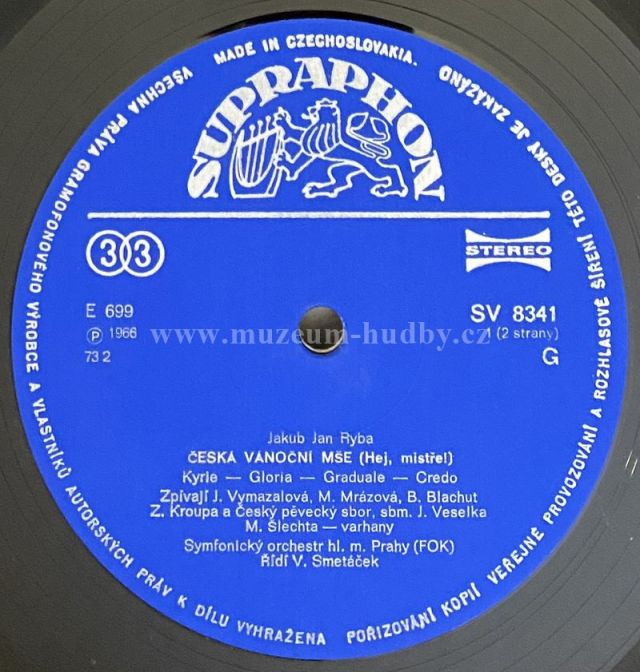 MADE IN CZECHOSLOVAKIA.
VŠECHNA PRÁVA GRAMOFONOVÉHO VÝROBCE A VLASTNÍKŮ AUTORSKÝCH PRÁV K DÍLU VYHRAŽENA
POŘIZOVÁNÍ KOPIÍ VEŘEJNÉ PROVOZOVÁNÍ A ROZHLASOVÉ ŠÍŘENÍ TÉTO DESKY JE ZAKÁZÁNO
SUPRAPHON
33
STEREO
E 699
℗ 1966
73 2
SV 8341
1 (2 strany)
G
www.muzeum-hudby.cz
Jakub Jan Ryba
ČESKÁ VÁNOČNÍ MŠE (Hej, mistře!)
Kyrie — Gloria — Graduale — Credo
Zpívají J. Vymazalová, M. Mrázová, B. Blachut
Z. Kroupa a Český pěvecký sbor, sbm. J. Veselka
M. Šlechta — varhany
Symfonický orchestr hl. m. Prahy (FOK)
Řídí V. Smetáček